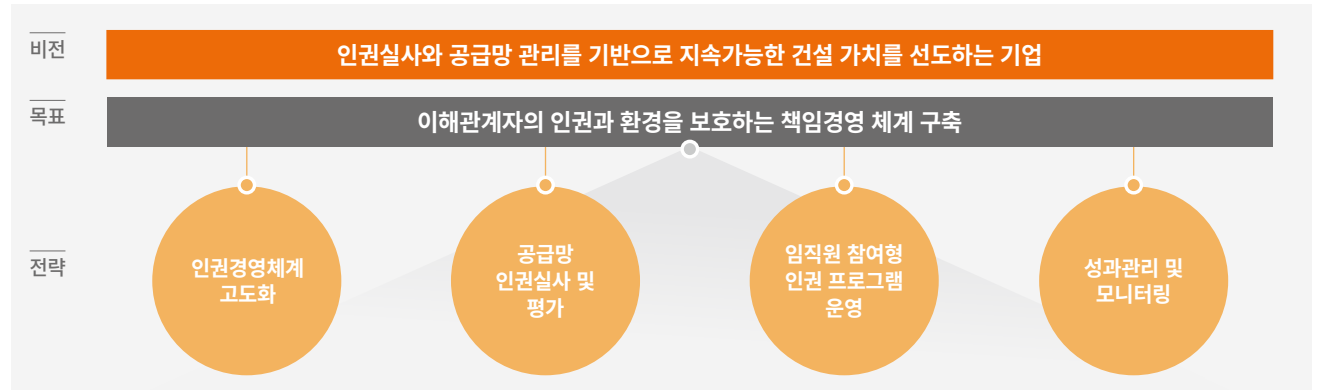 비전
인권실사와 공급망 관리를 기반으로 지속가능한 건설 가치를 선도하는 기업
목표
이해관계자의 인권과 환경을 보호하는 책임경영 체계 구축
전략
인권경영체계
고도화
공급망
인권실사 및
평가
임직원 참여형
인권 프로그램
운영
성과관리 및
모니터링